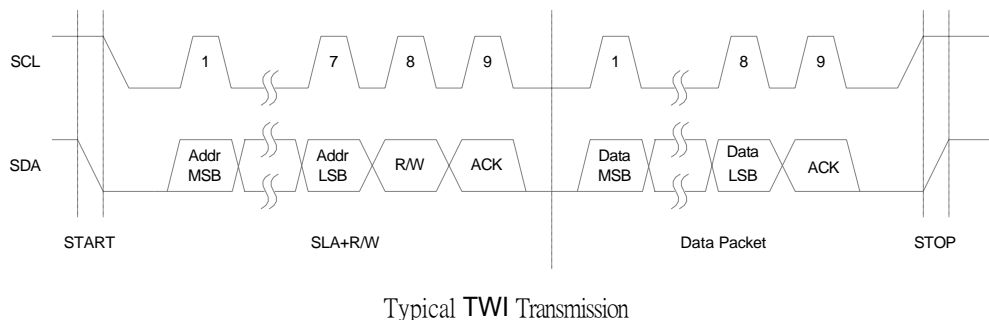 SCL 1 7 8 9 1 8 9
SDA Addr MSB Addr LSB R/W ACK Data MSB Data LSB ACK
START SLA+R/W Data Packet STOP
Typical TWI Transmission